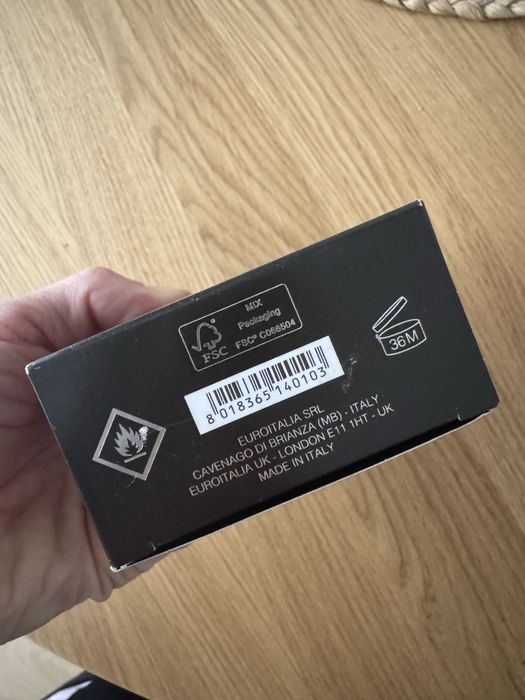 MIX
Packaging
FSC® C066504
FSC
8 018365 140103
36M
EUROITALIA SRL
CAVENAGO DI BRIANZA (MB) - ITALY
EUROITALIA UK - LONDON E11 1HT - UK
MADE IN ITALY